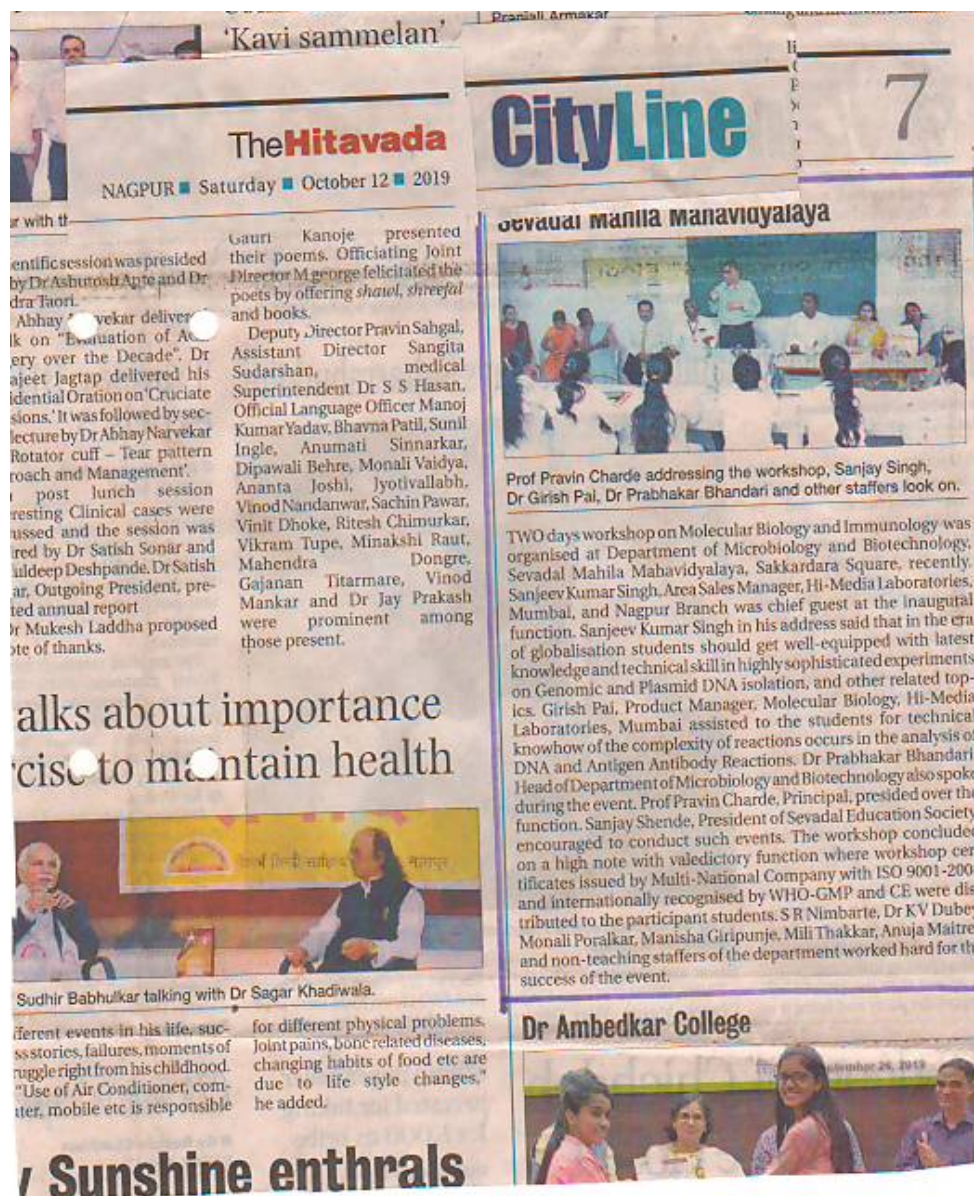 'Kavi sammelan'
Pranjali Armakar
The Hitavada
NAGPUR ■ Saturday ■ October 12 ■ 2019
CityLine
7
r with th
entific session was presided
by Dr Ashutosh Apte and Dr
dra Taori.
Abhay vekar deliver
lk on "Evaluation of
ery over the Decade". Dr
ajeet Jagtap delivered his
idential Oration on 'Cruciate
sions.' It was followed by sec-
lecture by Dr Abhay Narvekar
Rotator cuff – Tear pattern
roach and Management'.
post lunch session
resting Clinical cases were
ussed and the session was
ired by Dr Satish Sonar and
uldeep Deshpande. Dr Satish
ar, Outgoing President, pre-
ted annual report
Dr Mukesh Laddha proposed
ote of thanks.
Gauri Kanoje presented
their poems. Officiating Joint
Director M george felicitated the
poets by offering shawl, shreefal
and books.
Deputy Director Pravin Sahgal,
Assistant Director Sangita
Sudarshan, medical
Superintendent Dr S S Hasan,
Official Language Officer Manoj
Kumar Yadav, Bhavna Patil, Sunil
Ingle, Anumati Sinnarkar,
Dipawali Behre, Monali Vaidya,
Ananta Joshi, Jyotivallabh,
Vinod Nandanwar, Sachin Pawar,
Vinit Dhoke, Ritesh Chimurkar,
Vikram Tupe, Minakshi Raut,
Mahendra Dongre,
Gajanan Titarmare, Vinod
Mankar and Dr Jay Prakash
were prominent among
those present.
alks about importance
rcise to maintain health
Sudhir Babhulkar talking with Dr Sagar Khadiwala.
fferent events in his life, suc-
ss stories, failures, moments of
ruggle right from his childhood.
"Use of Air Conditioner, com-
uter, mobile etc is responsible
for different physical problems.
Joint pains, bone related diseases,
changing habits of food etc are
due to life style changes,"
he added.
y Sunshine enthrals
Sevadal Mahila Mahavidyalaya
Prof Pravin Charde addressing the workshop, Sanjay Singh,
Dr Girish Pai, Dr Prabhakar Bhandari and other staffers look on.
TWO days workshop on Molecular Biology and Immunology was
organised at Department of Microbiology and Biotechnology,
Sevadal Mahila Mahavidyalaya, Sakkardara Square, recently.
Sanjeev Kumar Singh, Area Sales Manager, Hi-Media Laboratories,
Mumbai, and Nagpur Branch was chief guest at the inaugutal
function. Sanjeev Kumar Singh in his address said that in the era
of globalisation students should get well-equipped with latest
knowledge and technical skill in highly sophisticated experiments
on Genomic and Plasmid DNA isolation, and other related top-
ics. Girish Pai, Product Manager, Molecular Biology, Hi-Media
Laboratories, Mumbai assisted to the students for technical
knowhow of the complexity of reactions occurs in the analysis of
DNA and Antigen Antibody Reactions. Dr Prabhakar Bhandari
Head of Department of Microbiology and Biotechnology also spoke
during the event. Prof Pravin Charde, Principal, presided over the
function. Sanjay Shende, President of Sevadal Education Society
encouraged to conduct such events. The workshop concluded
on a high note with valedictory function where workshop cer
tificates issued by Multi-National Company with ISO 9001-200
and internationally recognised by WHO-GMP and CE were dis
tributed to the participant students. S R Nimbarte, Dr KV Dubey
Monali Poralkar, Manisha Giripunje, Mili Thakkar, Anuja Maitre
and non-teaching staffers of the department worked hard for th
success of the event.
Dr Ambedkar College